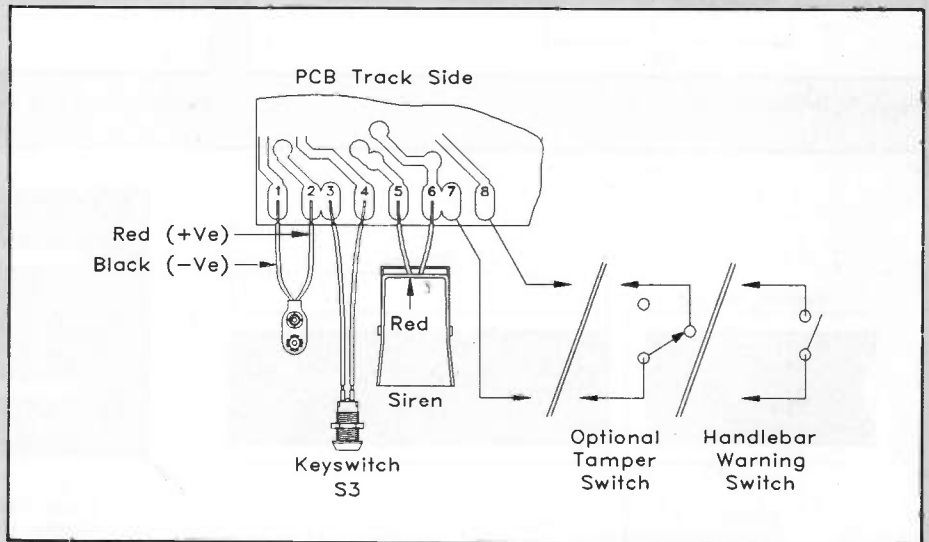 PCB Track Side
1 2 3 4 5 6 7 8
Red (+Ve)
Black (-Ve)
Red
Siren
Keyswitch
S3
Optional
Tamper
Switch
Handlebar
Warning
Switch